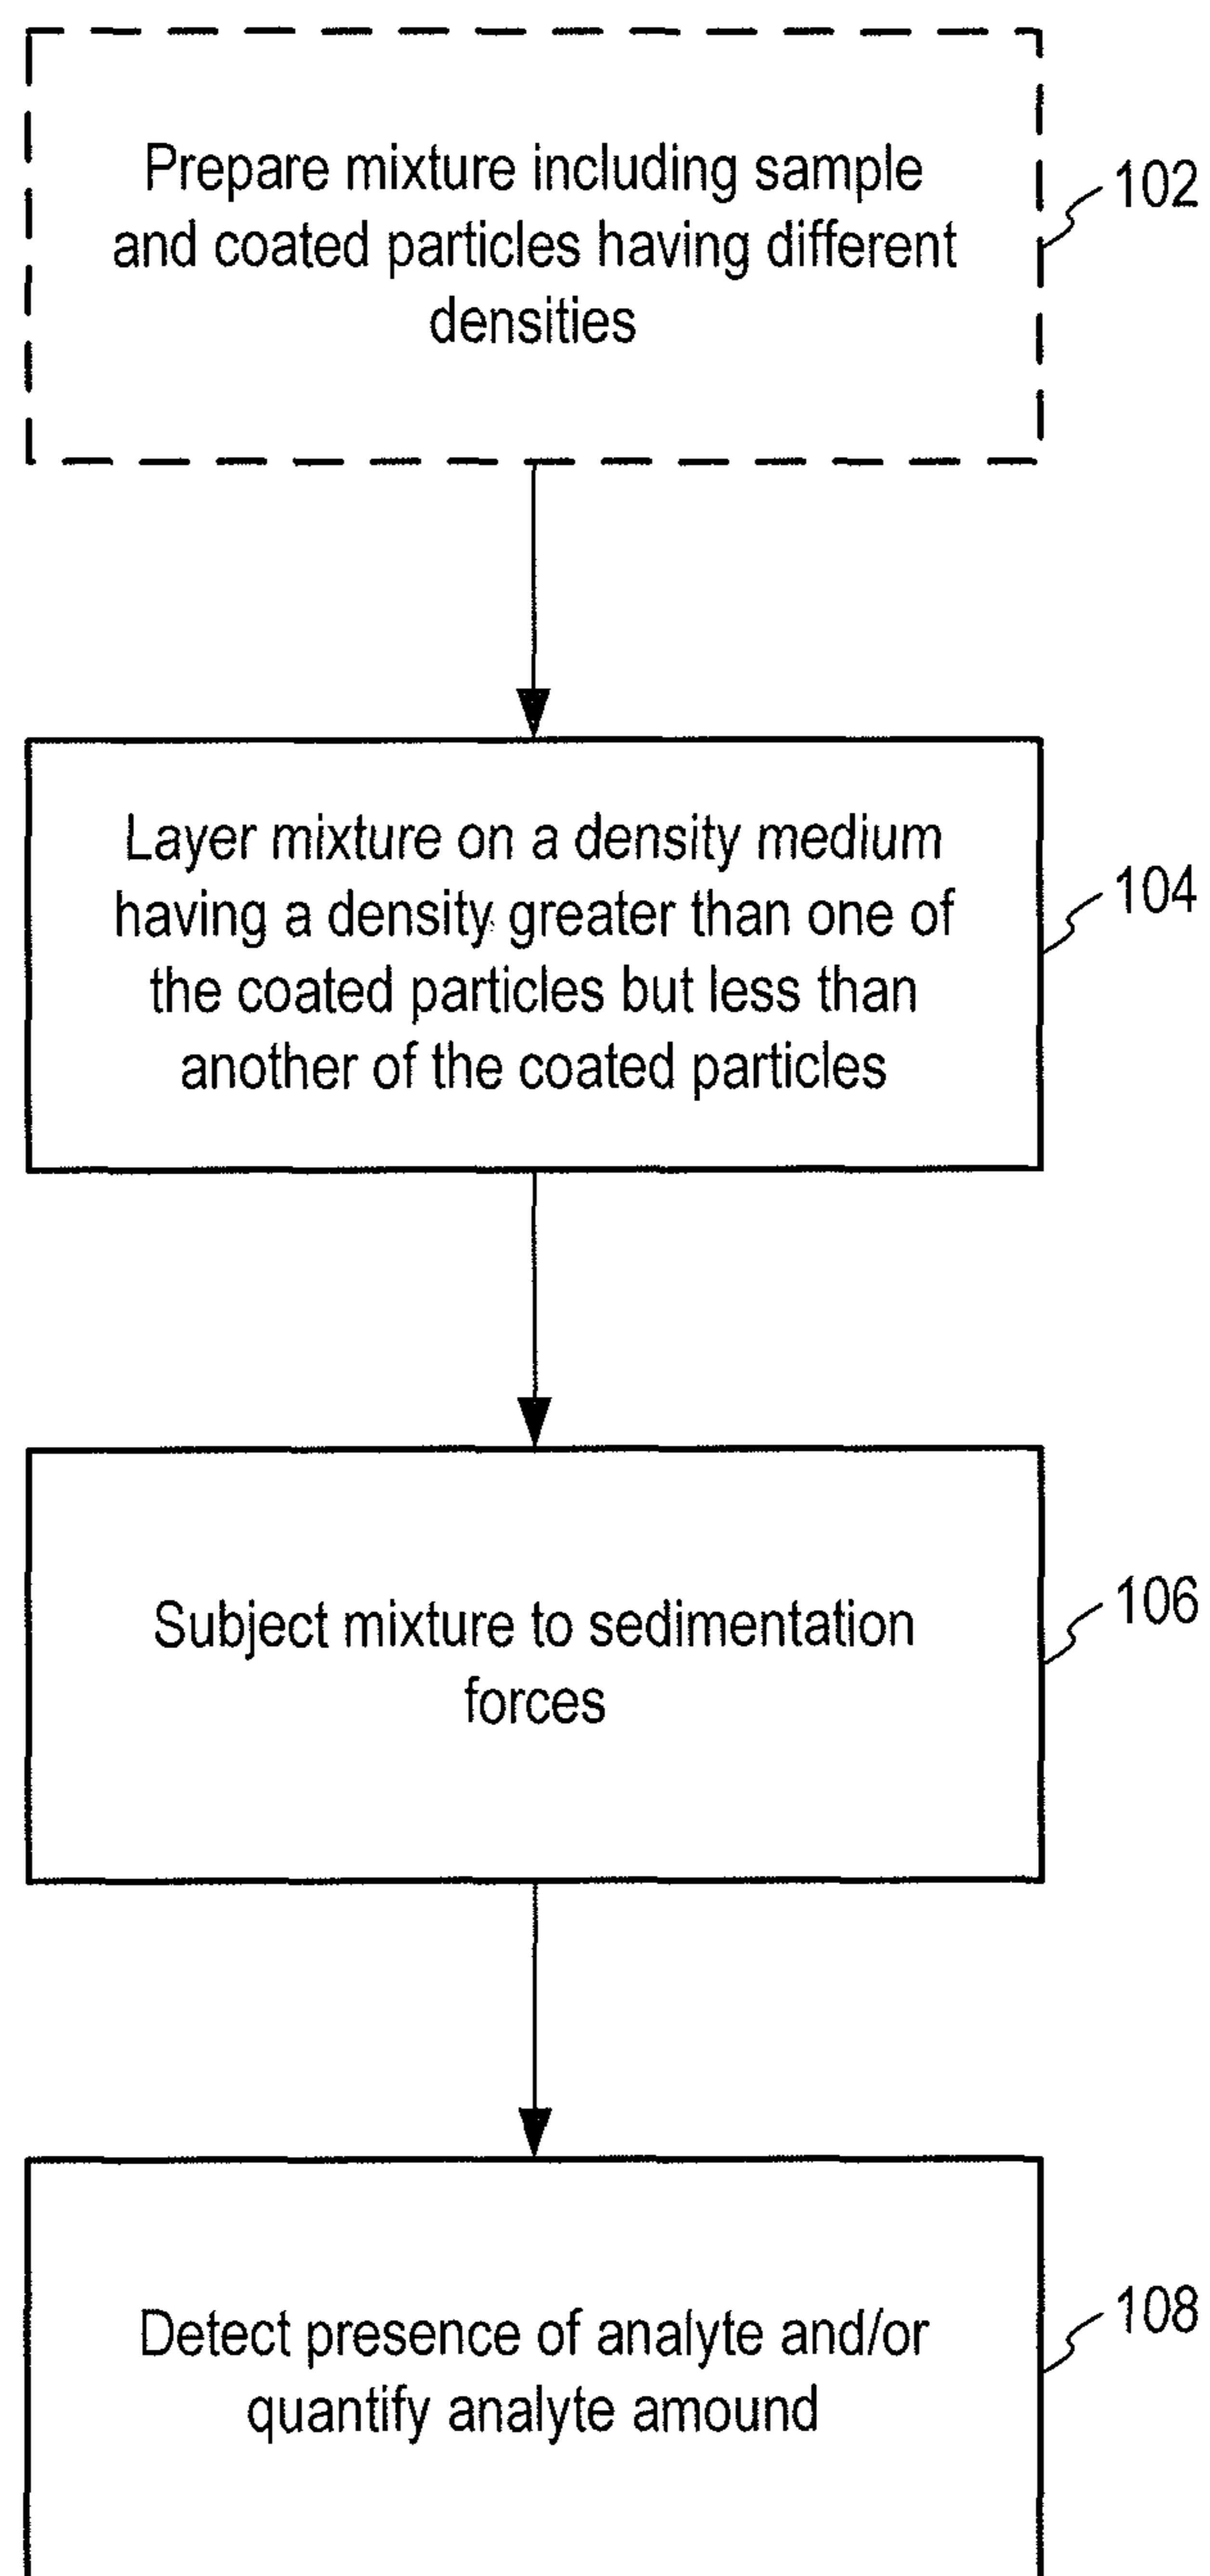 Prepare mixture including sample
and coated particles having different
densities
102
Layer mixture on a density medium
having a density greater than one of
the coated particles but less than
another of the coated particles
104
Subject mixture to sedimentation
forces
106
Detect presence of analyte and/or
quantify analyte amound
108